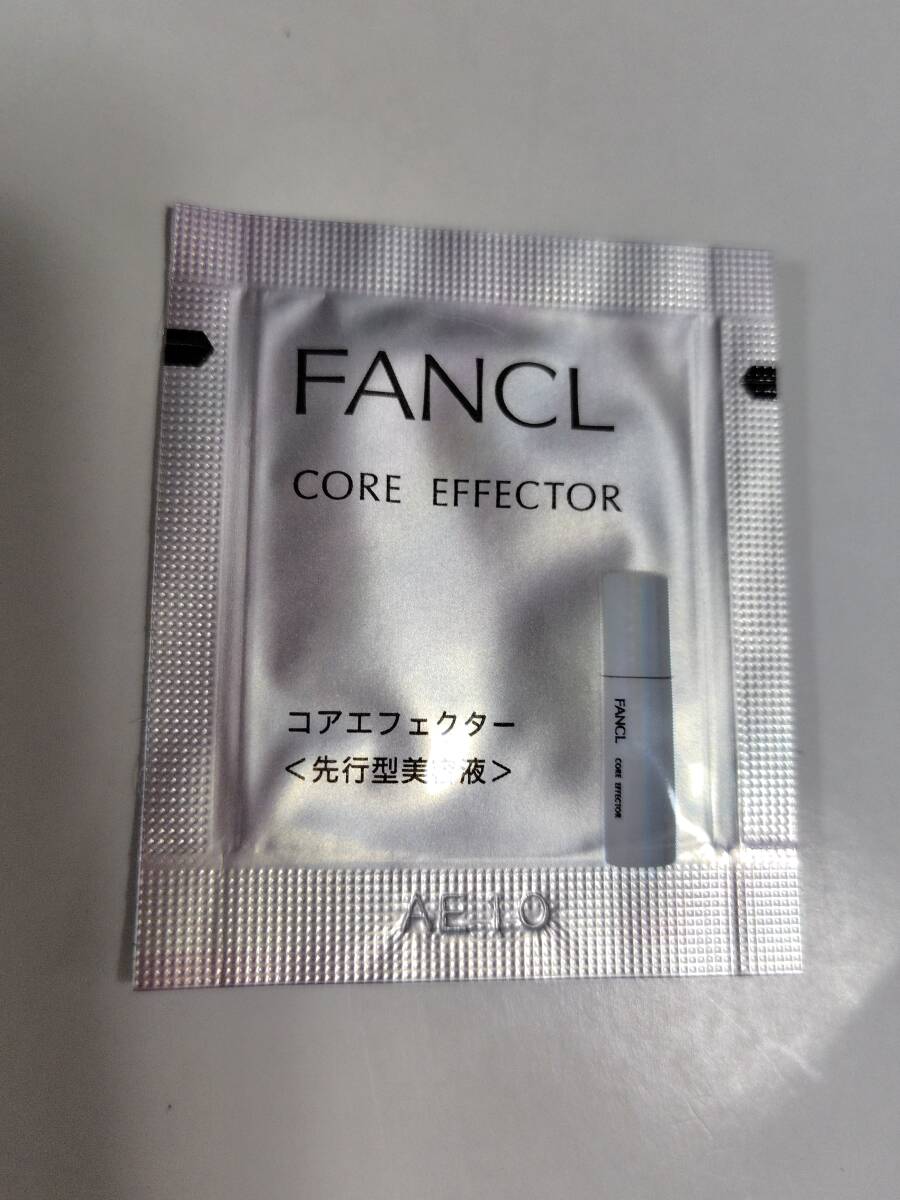 FANCL
CORE EFFECTOR
コアエフェクター
<先行型美容液>
FANCL CORE EFFECTOR
AE10